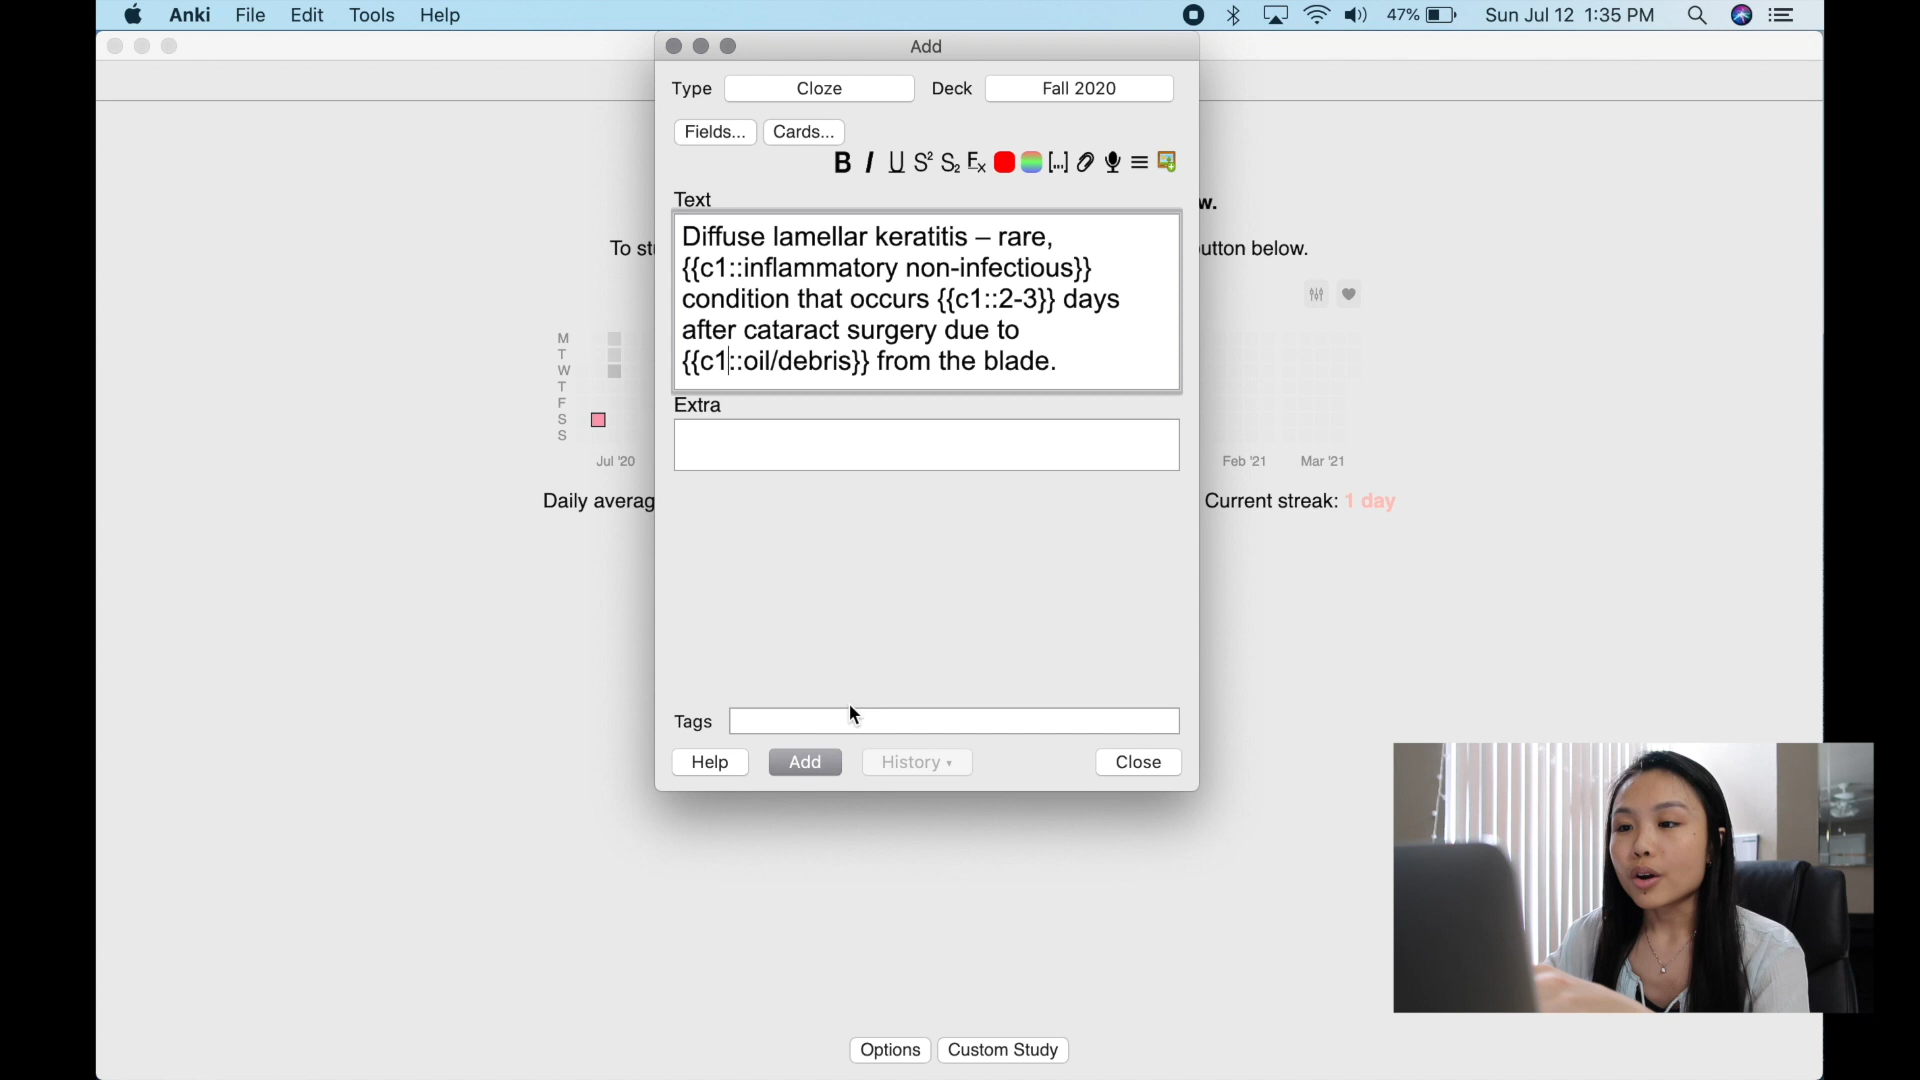 Anki File Edit Tools Help 47% Sun Jul 12 1:35 PM
Add
Type Cloze Deck Fall 2020
Fields... Cards...
B I U S² S₂ Fx [...]
Text
Diffuse lamellar keratitis – rare,
{{c1::inflammatory non-infectious}}
condition that occurs {{c1::2-3}} days
after cataract surgery due to
{{c1::oil/debris}} from the blade.
Extra
Tags
Help Add History Close
w.
To st utton below.
M
T
W
T
F
S
S
Jul '20 Feb '21 Mar '21
Daily averag Current streak: 1 day
Options Custom Study